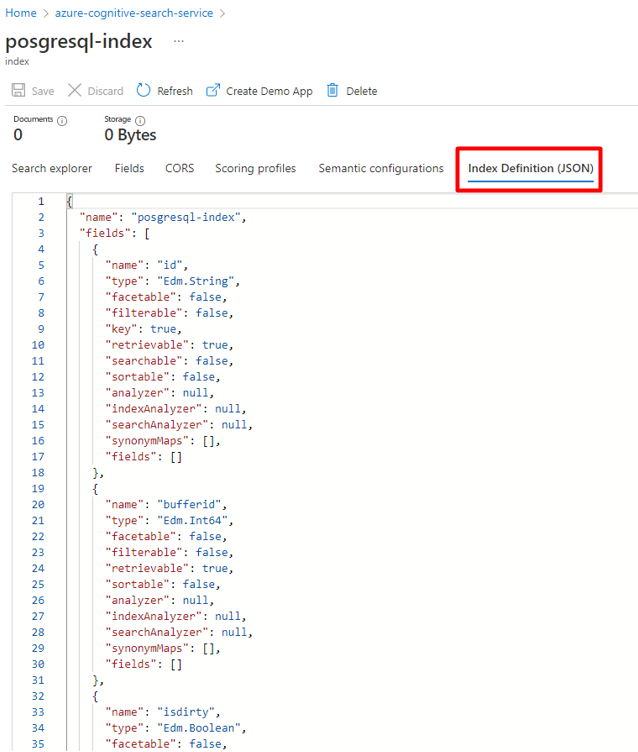 Home > azure-cognitive-search-service >
posgresql-index ...
index
Save Discard Refresh Create Demo App Delete
Documents Storage
0 0 Bytes
Search explorer Fields CORS Scoring profiles Semantic configurations Index Definition (JSON)
1 {
2 "name": "posgresql-index",
3 "fields": [
4 {
5 "name": "id",
6 "type": "Edm.String",
7 "facetable": false,
8 "filterable": false,
9 "key": true,
10 "retrievable": true,
11 "searchable": false,
12 "sortable": false,
13 "analyzer": null,
14 "indexAnalyzer": null,
15 "searchAnalyzer": null,
16 "synonymMaps": [],
17 "fields": []
18 },
19 {
20 "name": "bufferid",
21 "type": "Edm.Int64",
22 "facetable": false,
23 "filterable": false,
24 "retrievable": true,
25 "sortable": false,
26 "analyzer": null,
27 "indexAnalyzer": null,
28 "searchAnalyzer": null,
29 "synonymMaps": [],
30 "fields": []
31 },
32 {
33 "name": "isdirty",
34 "type": "Edm.Boolean",
35 "facetable": false,